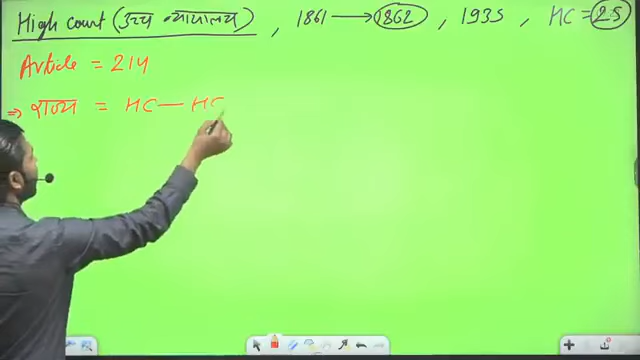 High court (उच्च न्यायालय) , 1861 → 1862 , 1935 , HC = 25
Article = 214
⇒ राज्य = HC — HC